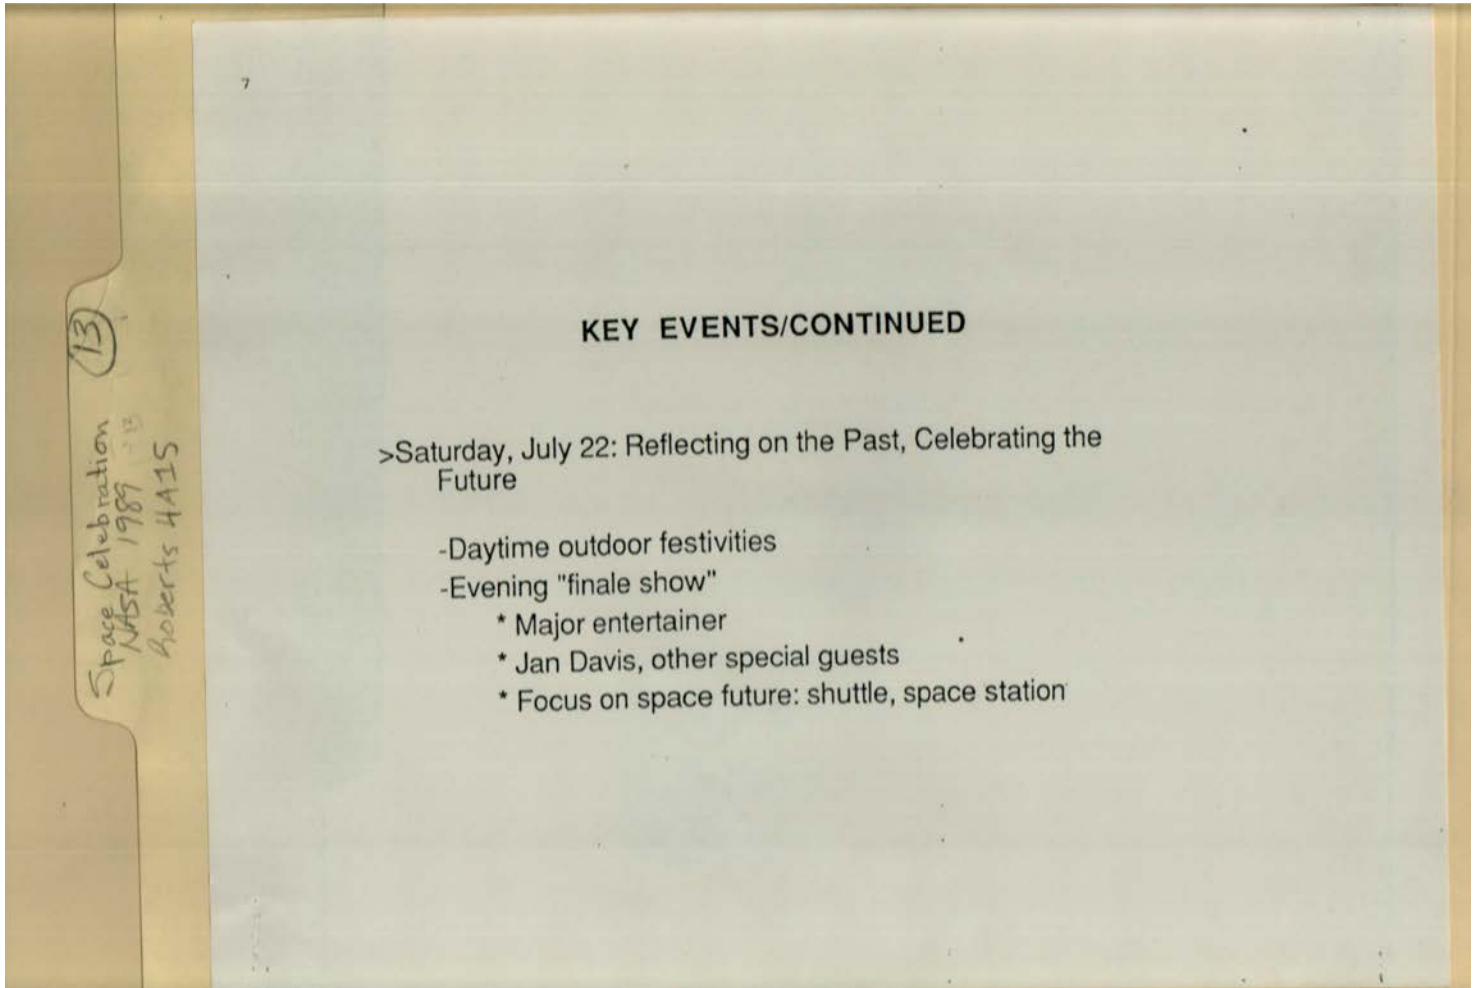 7
KEY EVENTS/CONTINUED
>Saturday, July 22: Reflecting on the Past, Celebrating the
Future
-Daytime outdoor festivities
-Evening "finale show"
* Major entertainer
* Jan Davis, other special guests
* Focus on space future: shuttle, space station
Space Celebration 13
NASA 1989
Roberts 4A15